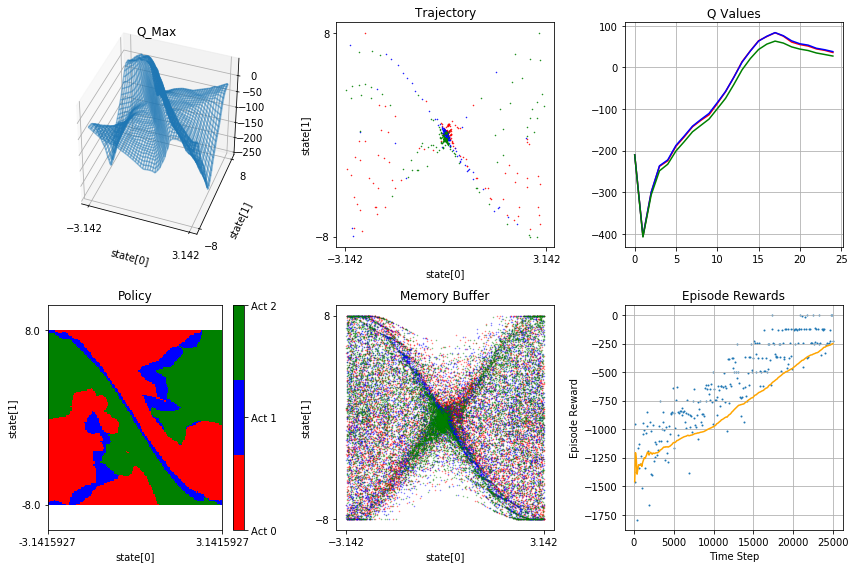 Q_Max
0
−50
−100
−150
−200
−250
8
−8
state[1]
−3.142
3.142
state[0]
Trajectory
8
−8
state[1]
−3.142
3.142
state[0]
Q Values
100
0
−100
−200
−300
−400
0
5
10
15
20
25
Policy
8.0
-8.0
state[1]
-3.1415927
3.1415927
state[0]
Act 2
Act 1
Act 0
Memory Buffer
8
−8
state[1]
−3.142
3.142
state[0]
Episode Rewards
0
−250
−500
−750
−1000
−1250
−1500
−1750
Episode Reward
0
5000
10000
15000
20000
25000
Time Step